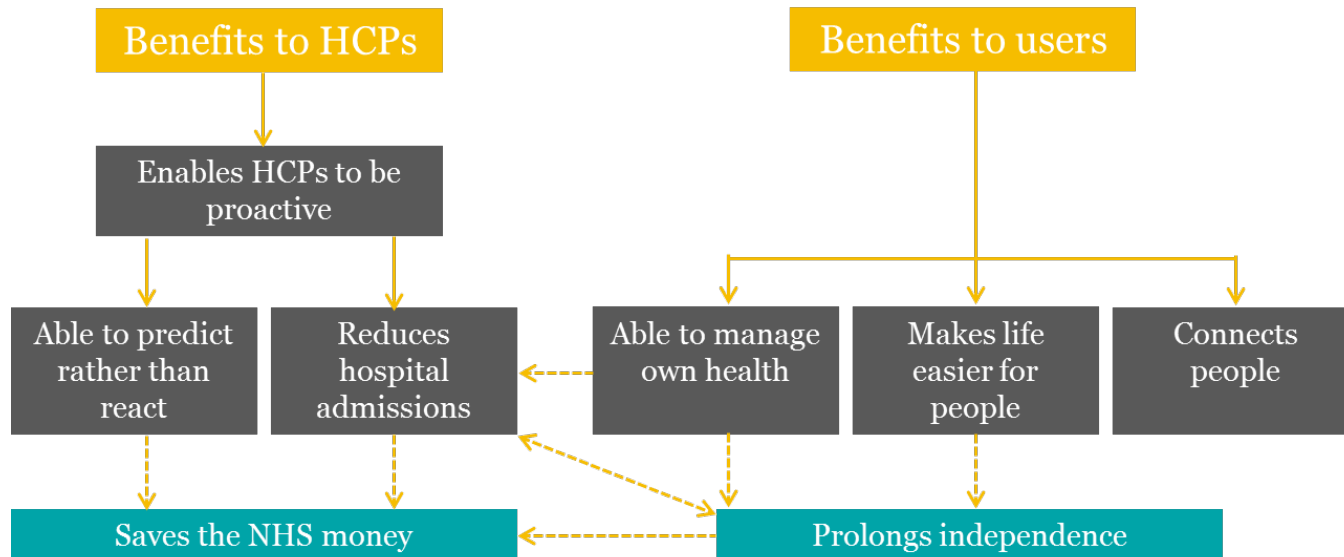 Benefits to HCPs
Benefits to users
Enables HCPs to be
proactive
Able to predict
rather than
react
Reduces
hospital
admissions
Able to manage
own health
Makes life
easier for
people
Connects
people
Saves the NHS money
Prolongs independence